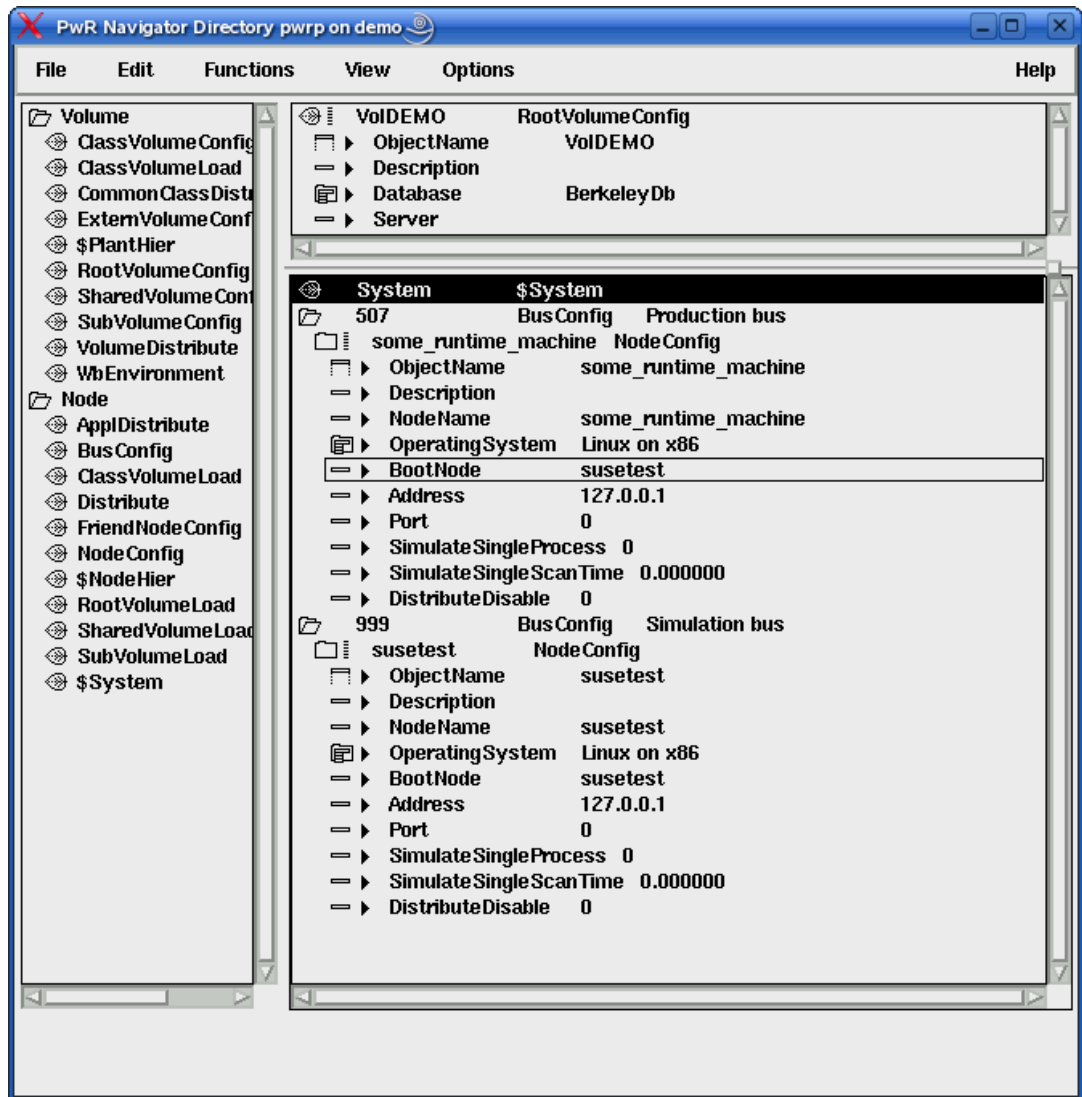 PwR Navigator Directory pwrp on demo
File Edit Functions View Options Help
Volume
ClassVolumeConfig
ClassVolumeLoad
CommonClassDistr
ExternVolumeConf
$PlantHier
RootVolumeConfig
SharedVolumeConf
SubVolumeConfig
VolumeDistribute
WbEnvironment
Node
ApplDistribute
BusConfig
ClassVolumeLoad
Distribute
FriendNodeConfig
NodeConfig
$NodeHier
RootVolumeLoad
SharedVolumeLoad
SubVolumeLoad
$System
VolDEMO RootVolumeConfig
ObjectName VolDEMO
Description
Database BerkeleyDb
Server
System $System
507 BusConfig Production bus
some_runtime_machine NodeConfig
ObjectName some_runtime_machine
Description
NodeName some_runtime_machine
OperatingSystem Linux on x86
BootNode susetest
Address 127.0.0.1
Port 0
SimulateSingleProcess 0
SimulateSingleScanTime 0.000000
DistributeDisable 0
999 BusConfig Simulation bus
susetest NodeConfig
ObjectName susetest
Description
NodeName susetest
OperatingSystem Linux on x86
BootNode susetest
Address 127.0.0.1
Port 0
SimulateSingleProcess 0
SimulateSingleScanTime 0.000000
DistributeDisable 0